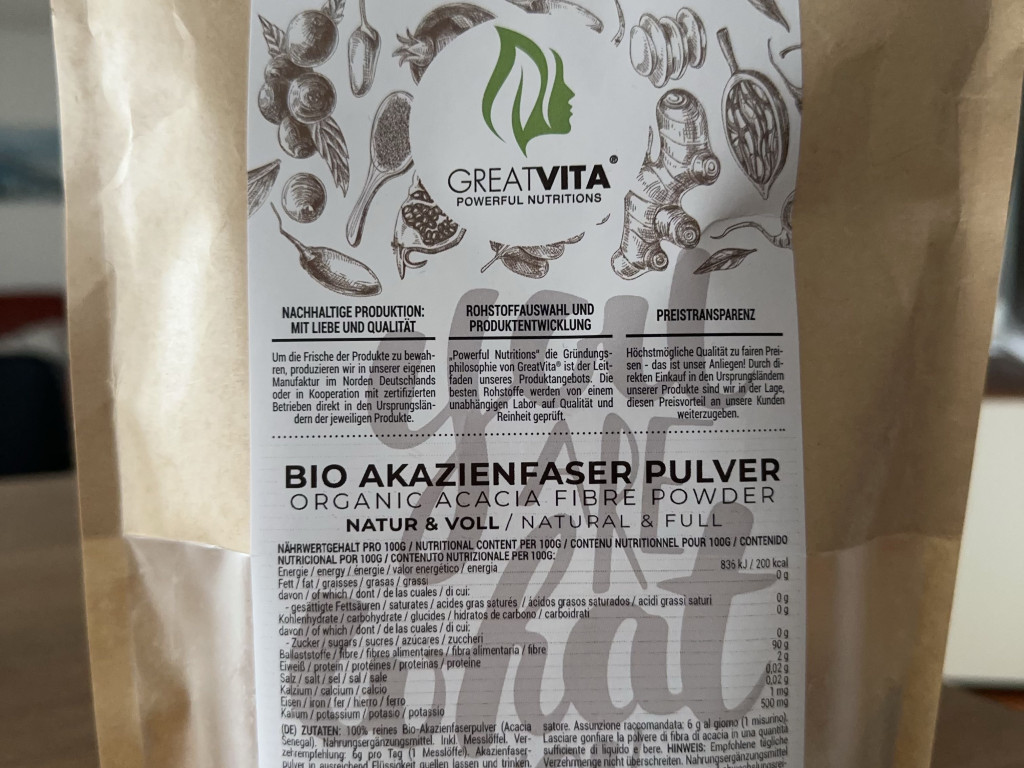 GREATVITA®
POWERFUL NUTRITIONS
NACHHALTIGE PRODUKTION:
MIT LIEBE UND QUALITÄT
Um die Frische der Produkte zu bewah-
ren, produzieren wir in unserer eigenen
Manufaktur im Norden Deutschlands
oder in Kooperation mit zertifizierten
Betrieben direkt in den Ursprungslän-
dern der jeweiligen Produkte.
ROHSTOFFAUSWAHL UND
PRODUKTENTWICKLUNG
„Powerful Nutritions“ die Gründungs-
philosophie von GreatVita® ist der Leit-
faden unseres Produktangebots. Die
besten Rohstoffe werden von einem
unabhängigen Labor auf Qualität und
Reinheit geprüft.
PREISTRANSPARENZ
Höchstmögliche Qualität zu fairen Prei-
sen - das ist unser Anliegen! Durch di-
rekten Einkauf in den Ursprungsländern
unserer Produkte sind wir in der Lage,
diesen Preisvorteil an unsere Kunden
weiterzugeben.
you
ARE
what
BIO AKAZIENFASER PULVER
ORGANIC ACACIA FIBRE POWDER
NATUR & VOLL / NATURAL & FULL
NÄHRWERTGEHALT PRO 100G / NUTRITIONAL CONTENT PER 100G / CONTENU NUTRITIONNEL POUR 100G / CONTENIDO
NUTRICIONAL POR 100G / CONTENUTO NUTRIZIONALE PER 100G:
Energie / energy / énergie / valor energético / energia 836 kJ / 200 kcal
Fett / fat / graisses / grasas / grassi 0 g
davon / of which / dont / de las cuales / di cui:
- gesättigte Fettsäuren / saturates / acides gras saturés / ácidos grasos saturados / acidi grassi saturi 0 g
Kohlenhydrate / carbohydrate / glucides / hidratos de carbono / carboidrati 0 g
davon / of which / dont / de las cuales / di cui:
- Zucker / sugars / sucres / azúcares / zuccheri 0 g
Ballaststoffe / fibre / fibres alimentaires / fibra alimentaria / fibre 90 g
Eiweiß / protein / protéines / proteínas / proteine 2 g
Salz / salt / sel / sal / sale 0,02 g
Kalzium / calcium / calcio 0,02 g
Eisen / iron / fer / hierro / ferro 1 mg
Kalium / potassium / potasio / potassio 500 mg
(DE) ZUTATEN: 100% reines Bio-Akazienfaserpulver (Acacia
Senegal). Nahrungsergänzungsmittel. Inkl. Messlöffel. Ver-
zehrempfehlung: 6g pro Tag (1 Messlöffel). Akazienfaser-
pulver in ausreichend Flüssigkeit quellen lassen und trinken.
satore. Assunzione raccomandata: 6 g al giorno (1 misurino).
Lasciare gonfiare la polvere di fibra di acacia in una quantità
sufficiente di liquido e bere. HINWEIS: Empfohlene tägliche
Verzehrmenge nicht überschreiten. Nahrungsergänzungsmittel